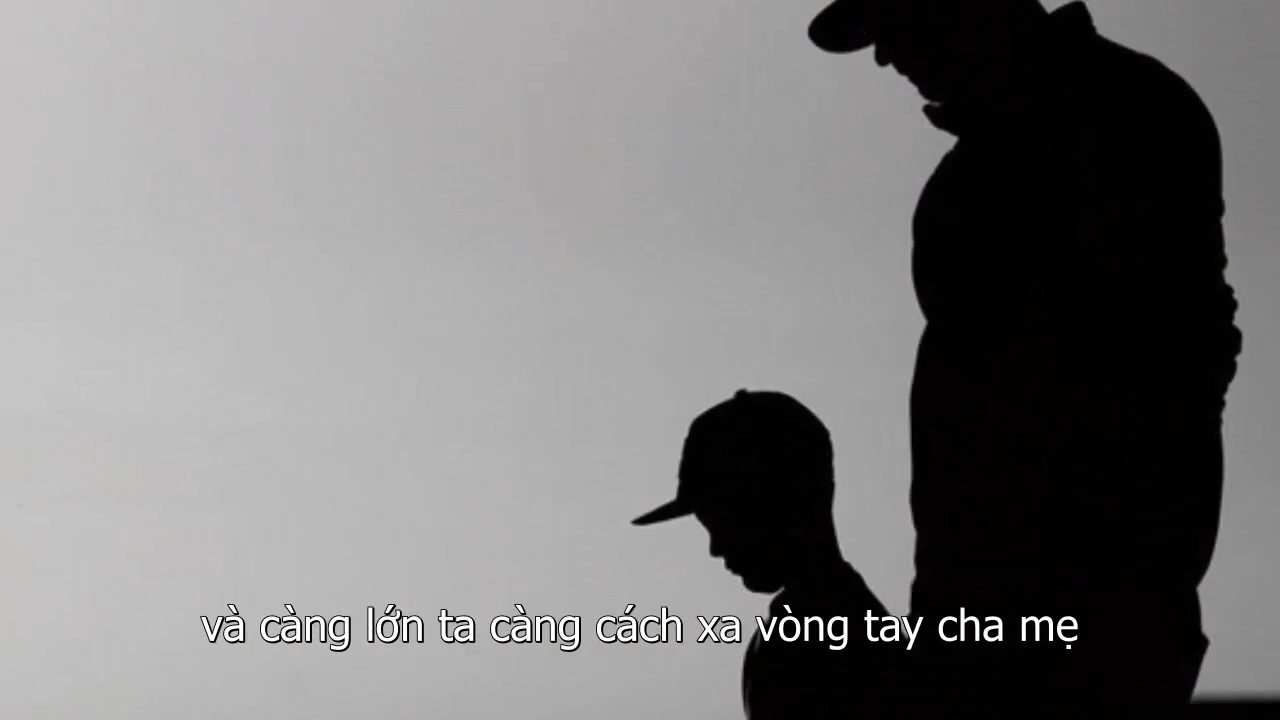 và càng lớn ta càng cách xa vòng tay cha mẹ